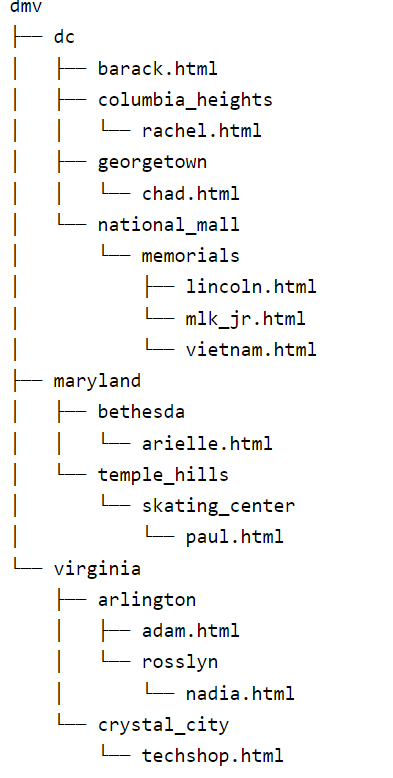 dmv
├── dc
│   ├── barack.html
│   ├── columbia_heights
│   │   └── rachel.html
│   ├── georgetown
│   │   └── chad.html
│   └── national_mall
│       └── memorials
│           ├── lincoln.html
│           └── mlk_jr.html
│           └── vietnam.html
├── maryland
│   ├── bethesda
│   │   └── arielle.html
│   └── temple_hills
│       └── skating_center
│           └── paul.html
└── virginia
    ├── arlington
    │   ├── adam.html
    │   └── rosslyn
    │       └── nadia.html
    └── crystal_city
        └── techshop.html